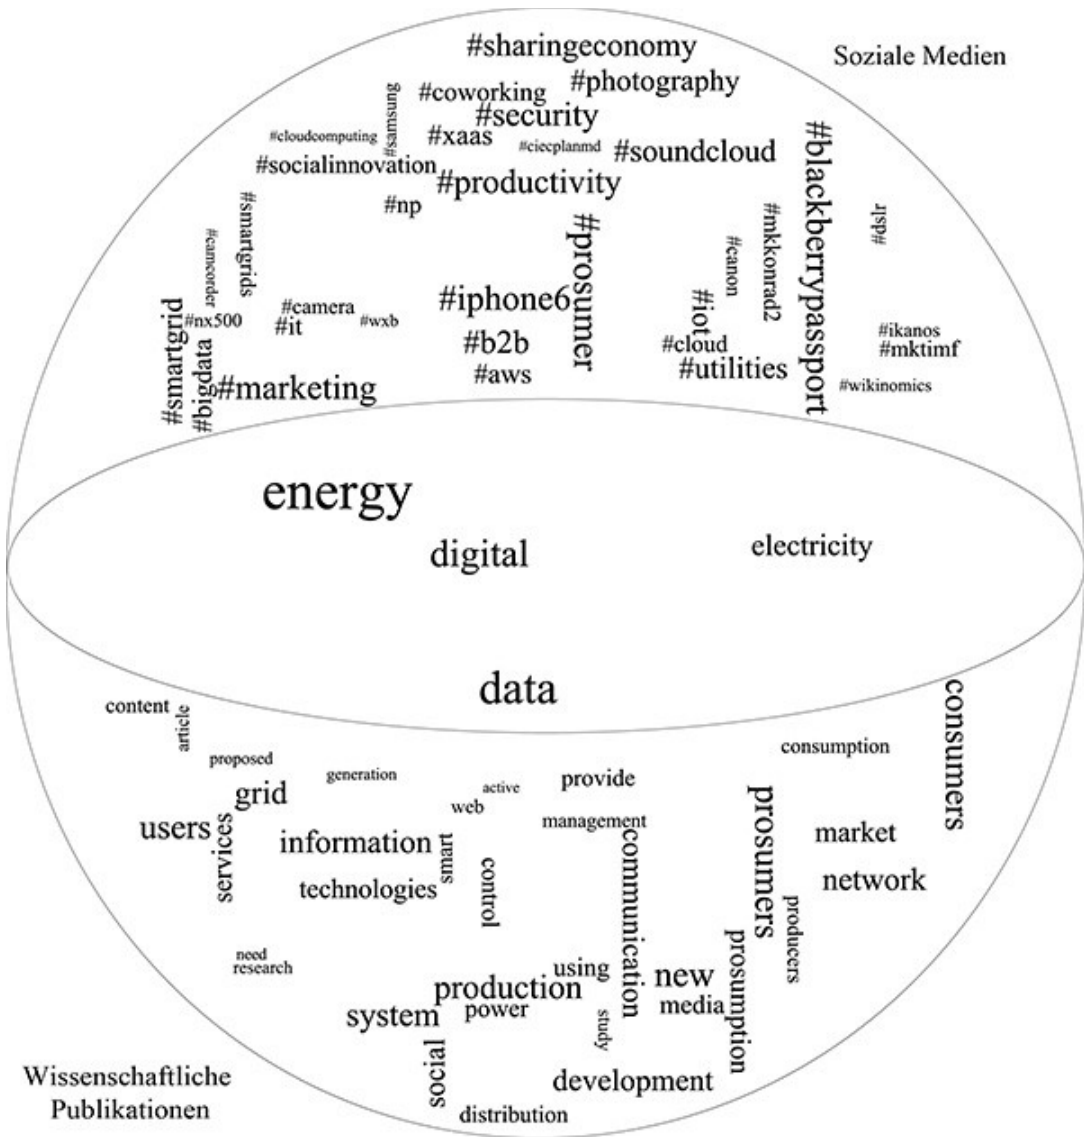 #sharingeconomy
Soziale Medien
#photography
#coworking
#samsung
#security
#cloudcomputing
#xaas
#ciecplanmd
#soundcloud
#blackberrypassport
#socialinnovation
#productivity
#np
#smartgrids
#prosumer
#mkkonrad2
#dslr
#camcorder
#canon
#iphone6
#iot
#smartgrid
#nx500
#camera
#it
#wxb
#b2b
#cloud
#ikanos
#mktimf
#bigdata
#marketing
#aws
#utilities
#wikinomics
energy
digital
electricity
data
content
article
consumers
proposed
generation
consumption
grid
active
web
provide
users
services
information
smart
management
communication
prosumers
market
technologies
control
network
producers
need
research
using
new
prosumption
production
power
media
system
study
social
development
distribution
Wissenschaftliche
Publikationen